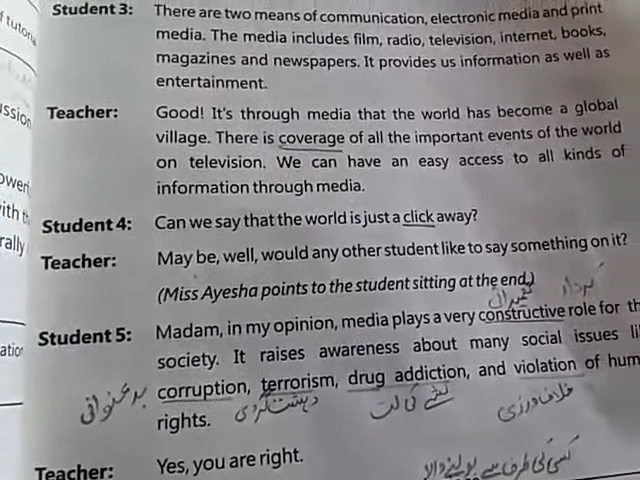 f tutoria
Student 3: There are two means of communication, electronic media and print
media. The media includes film, radio, television, internet, books,
magazines and newspapers. It provides us information as well as
entertainment.
ussion
Teacher: Good! It's through media that the world has become a global
village. There is coverage of all the important events of the world
on television. We can have an easy access to all kinds of
information through media.
Student 4: Can we say that the world is just a click away?
rally
Teacher: May be, well, would any other student like to say something on it?
(Miss Ayesha points to the student sitting at the end.)
کردار
Student 5: Madam, in my opinion, media plays a very constructive role for th
society. It raises awareness about many social issues li
corruption, terrorism, drug addiction, and violation of hum
بدعنوانی دہشتگردی نشے کی لت خلاف ورزی
rights.
کسی کی طرف سے بولنے والا
Teacher: Yes, you are right.